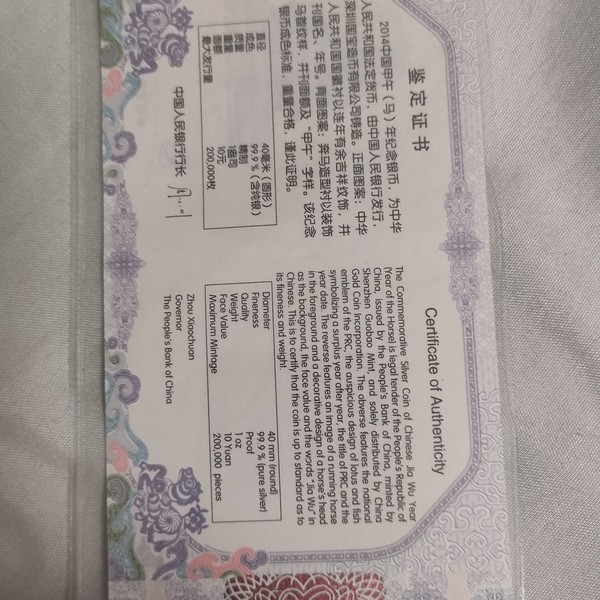 鉴定证书
2014中国甲午（马）年纪念银币，为中华
人民共和国法定货币，由中国人民银行发行，
深圳国宝造币有限公司铸造。正面图案：中华
人民共和国国徽衬以连年有余吉祥纹饰，并
刊国名、年号。背面图案：奔马造型衬以装饰
马首纹样，并刊面额及“甲午”字样。该纪念
银币成色标准，重量合格，谨此证明。
直径 40毫米（圆形）
成色 99.9％（含纯银）
质量 精制
重量 1盎司
面额 10元
最大发行量 200,000枚
中国人民银行行长
Certificate of Authenticity
The Commemorative Silver Coin of Chinese Jia Wu Year
(Year of the Horse) is legal tender of the People's Republic of
China, issued by the People's Bank of China, minted by
Shenzhen Guobao Mint, and solely distributed by China
Gold Coin Incorporation. The obverse features the national
emblem of the PRC, the auspicious design of lotus and fish
symbolizing a surplus year after year, the title of PRC and the
year date. The reverse features an image of a running horse
in the foreground and a decorative design of a horse's head
as the background, the face value and the words "Jia Wu" in
Chinese. This is to certify that the coin is up to standard as to
its fineness and weight.
Diameter 40 mm (round)
Fineness 99.9 % (pure silver)
Quality Proof
Weight 1 oz
Face Value 10 Yuan
Maximum Mintage 200,000 pieces
Zhou Xiaochuan
Governor
The People's Bank of China